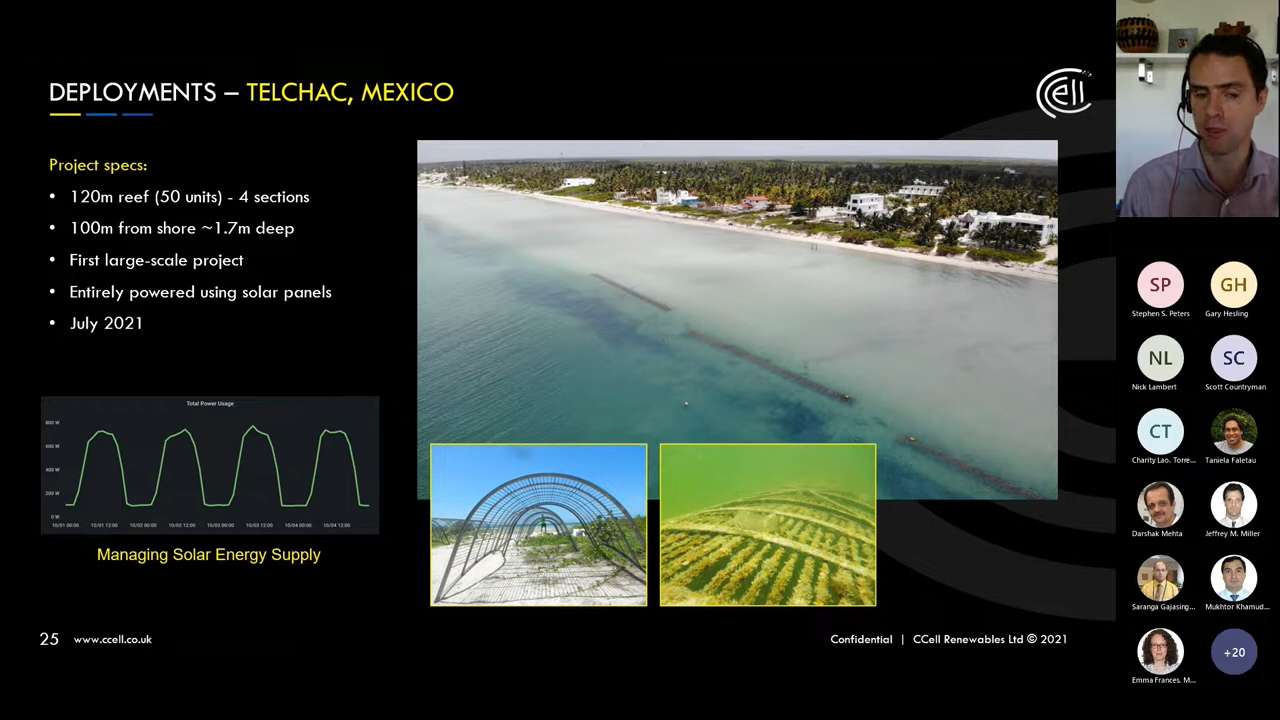 DEPLOYMENTS – TELCHAC, MEXICO
ccell
Project specs:
• 120m reef (50 units) - 4 sections
• 100m from shore ~1.7m deep
• First large-scale project
• Entirely powered using solar panels
• July 2021
Total Power Usage
800 W
600 W
400 W
200 W
0 W
10/01 00:00 10/01 12:00 10/02 00:00 10/02 12:00 10/03 00:00 10/03 12:00 10/04 00:00 10/04 12:00
Managing Solar Energy Supply
25 www.ccell.co.uk
Confidential | CCell Renewables Ltd © 2021
SP GH
Stephen S. Peters Gary Hesling
NL SC
Nick Lambert Scott Countryman
CT
Charity Lao. Torre... Taniela Faletau
Darshak Mehta Jeffrey M. Miller
Saranga Gajasing... Mukhtor Khamud...
+20
Emma Frances. M...